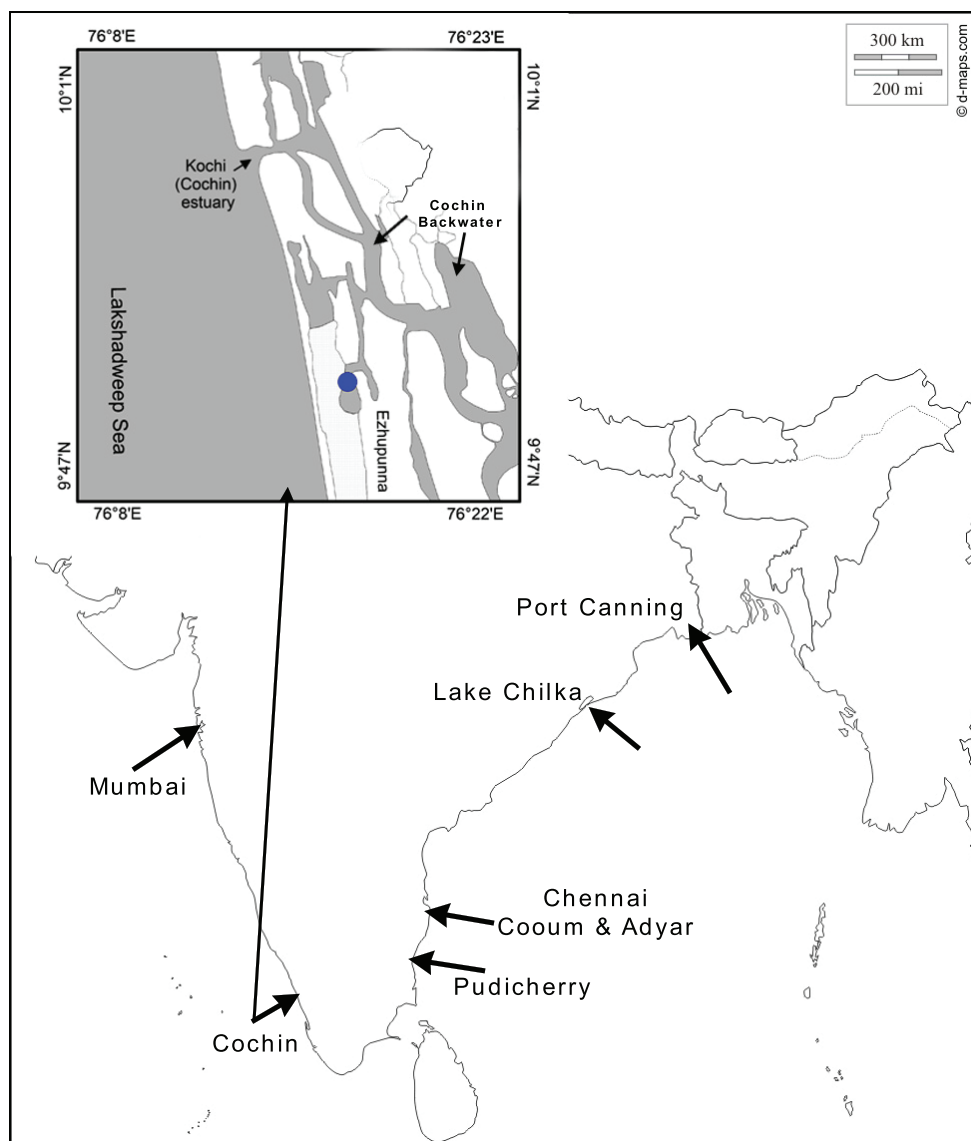 76°8'E
76°23'E
10°1'N
10°1'N
Kochi
(Cochin)
estuary
Cochin
Backwater
Lakshadweep Sea
Ezhupunna
9°47'N
9°47'N
76°8'E
76°22'E
300 km
200 mi
© d-maps.com
Port Canning
Lake Chilka
Mumbai
Chennai
Cooum & Adyar
Pudicherry
Cochin